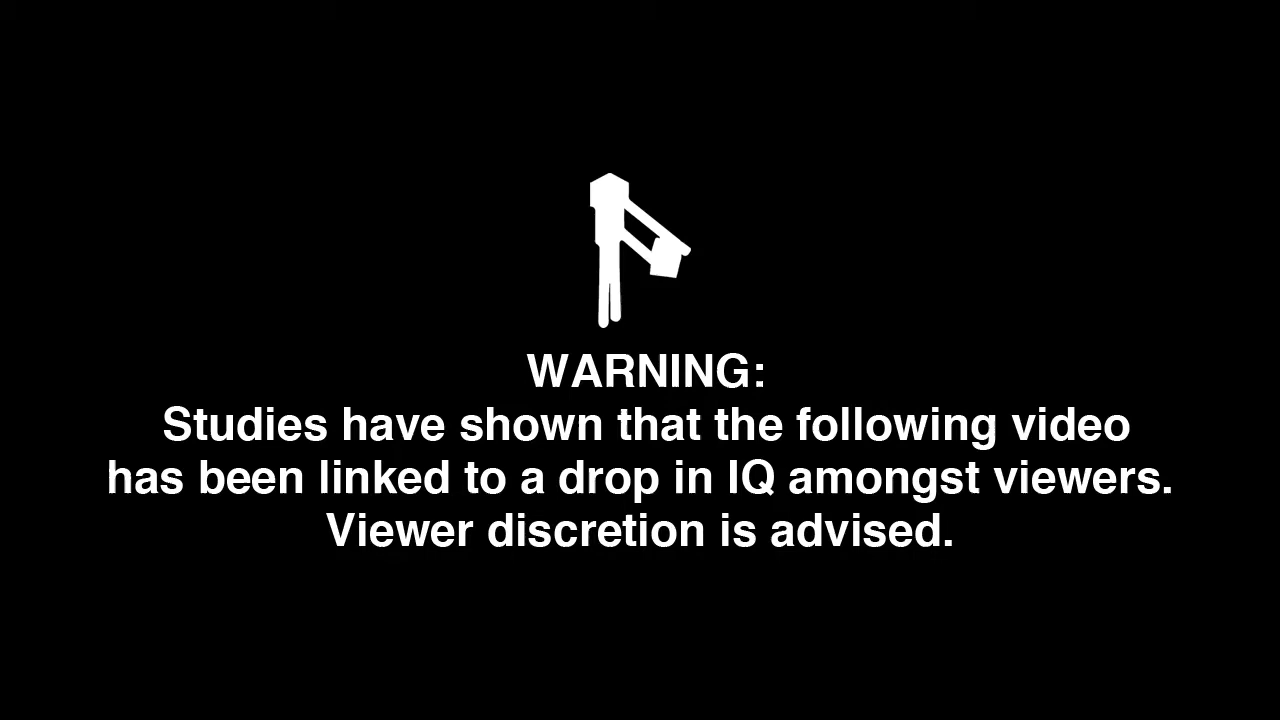 WARNING:
Studies have shown that the following video
has been linked to a drop in IQ amongst viewers.
Viewer discretion is advised.